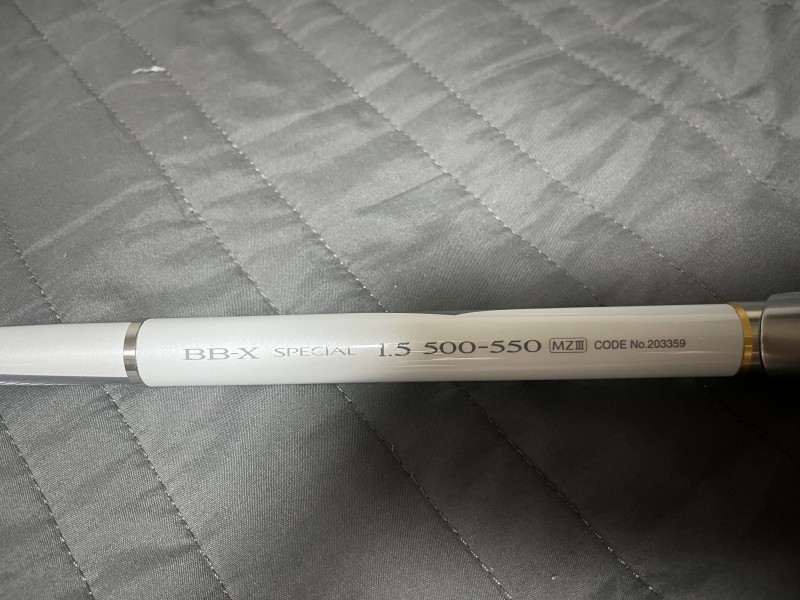 BB-X SPECIAL 1.5 500-550 MZⅢ CODE No.203359